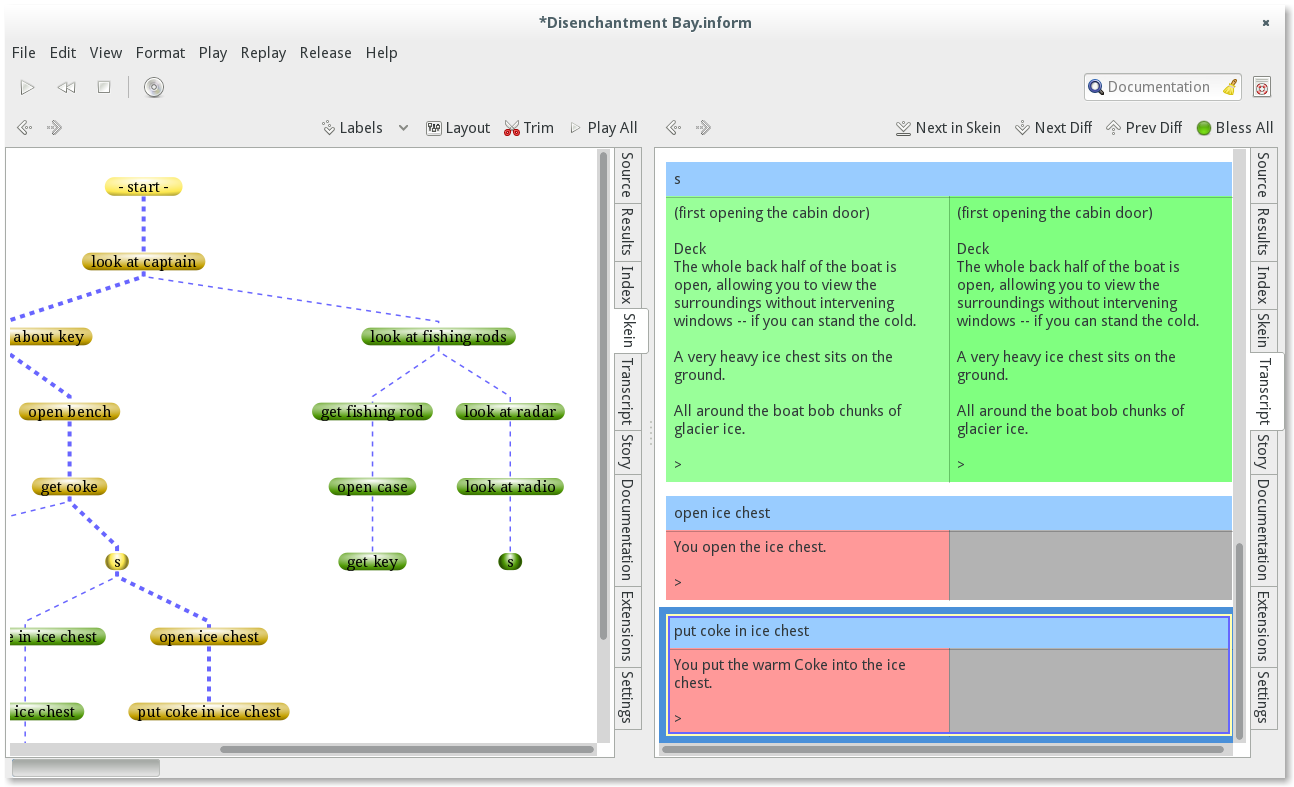 *Disenchantment Bay.inform
File Edit View Format Play Replay Release Help
Documentation
Labels Layout Trim Play All
Next in Skein Next Diff Prev Diff Bless All
- start -
look at captain
about key
look at fishing rods
open bench
get fishing rod
look at radar
get coke
open case
look at radio
s
get key
s
e in ice chest
open ice chest
ice chest
put coke in ice chest
Source
Results
Index
Skein
Transcript
Story
Documentation
Extensions
Settings
s
(first opening the cabin door)
Deck
The whole back half of the boat is
open, allowing you to view the
surroundings without intervening
windows -- if you can stand the cold.
A very heavy ice chest sits on the
ground.
All around the boat bob chunks of
glacier ice.
>
(first opening the cabin door)
Deck
The whole back half of the boat is
open, allowing you to view the
surroundings without intervening
windows -- if you can stand the cold.
A very heavy ice chest sits on the
ground.
All around the boat bob chunks of
glacier ice.
>
open ice chest
You open the ice chest.
>
put coke in ice chest
You put the warm Coke into the ice
chest.
>
Source
Results
Index
Skein
Transcript
Story
Documentation
Extensions
Settings